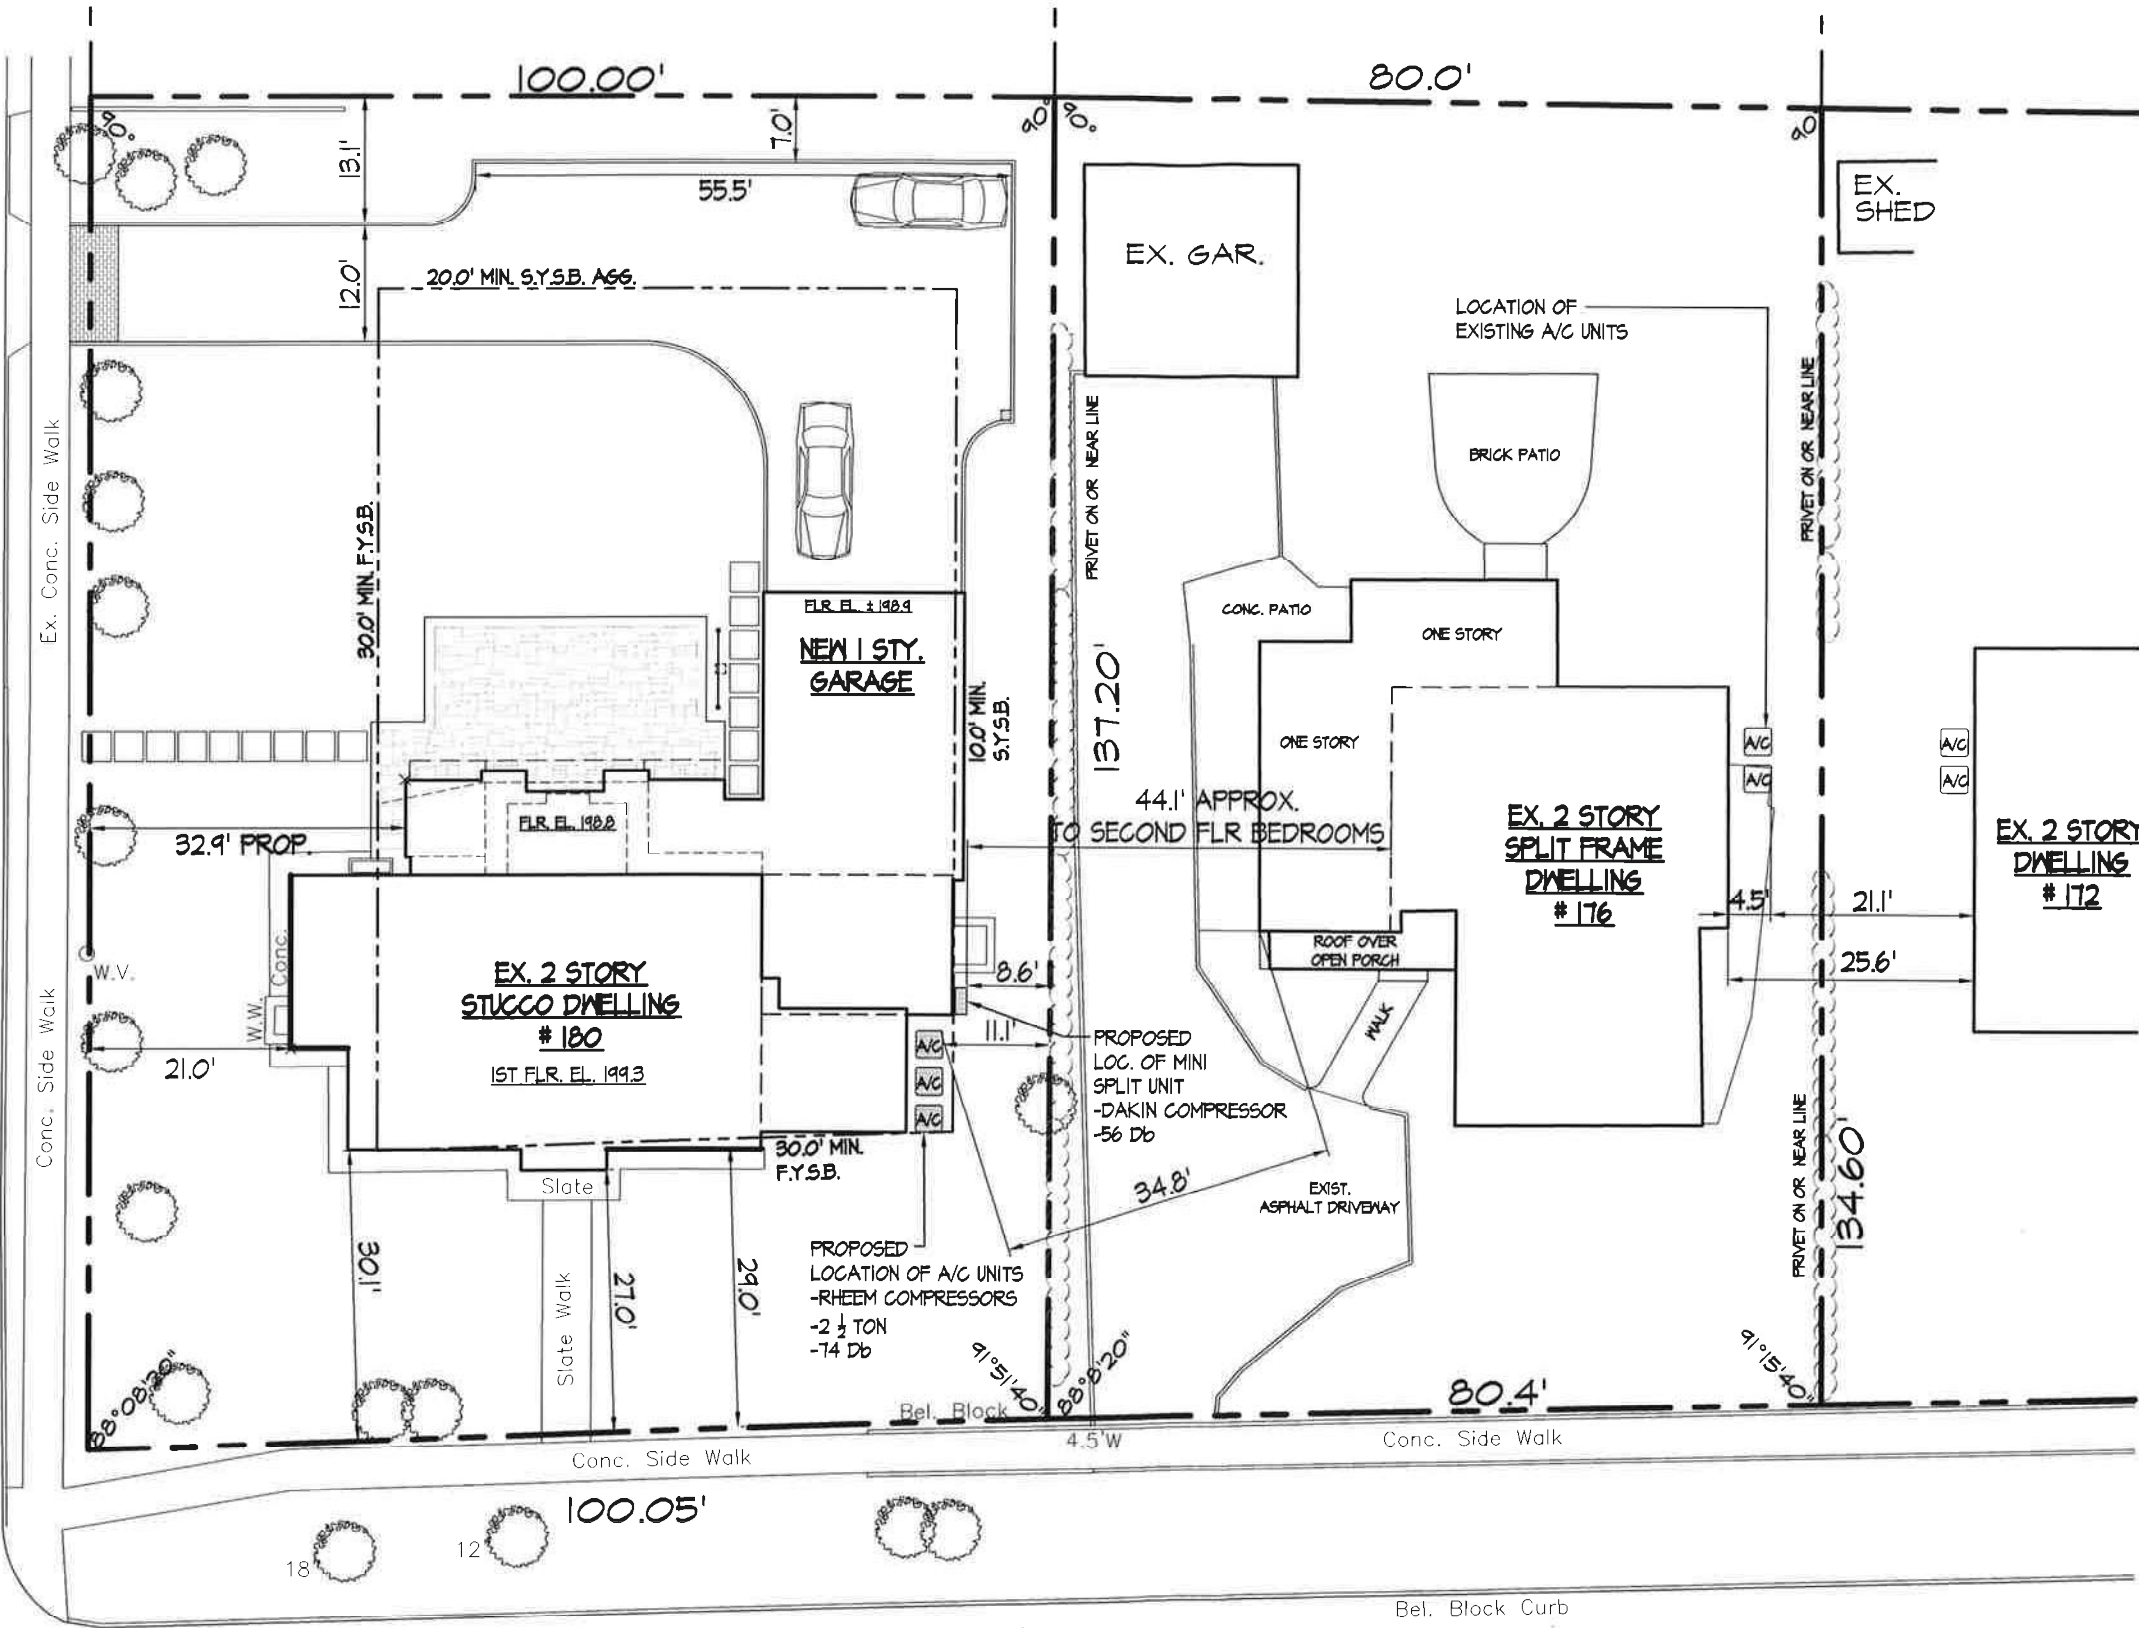 100.00'
80.0'
90°
90°
90°
90
13.1'
7.0'
55.5'
EX. GAR.
EX.
SHED
12.0'
20.0' MIN. S.Y.S.B. AGG.
LOCATION OF
EXISTING A/C UNITS
Ex. Conc. Side Walk
30.0' MIN. F.Y.S.B.
PRIVET ON OR NEAR LINE
BRICK PATIO
PRIVET ON OR NEAR LINE
FLR. EL. ± 198.9
NEW 1 STY.
GARAGE
10.0' MIN.
S.Y.S.B.
137.20'
CONC. PATIO
ONE STORY
ONE STORY
A/C
A/C
A/C
A/C
FLR. EL. 198.8
32.9' PROP.
44.1' APPROX.
TO SECOND FLR BEDROOMS
EX. 2 STORY
SPLIT FRAME
DWELLING
# 176
EX. 2 STORY
DWELLING
# 172
4.5'
21.1'
25.6'
ROOF OVER
OPEN PORCH
WALK
W.V.
Conc.
W.W.
EX. 2 STORY
STUCCO DWELLING
# 180
1ST FLR. EL. 199.3
8.6'
11.1'
A/C
A/C
A/C
PROPOSED
LOC. OF MINI
SPLIT UNIT
-DAKIN COMPRESSOR
-56 Db
Conc. Side Walk
21.0'
30.0' MIN.
F.Y.S.B.
Slate
34.8'
EXIST.
ASPHALT DRIVEWAY
PRIVET ON OR NEAR LINE
134.60'
30.1'
Slate Walk
27.0'
29.0'
PROPOSED
LOCATION OF A/C UNITS
-RHEEM COMPRESSORS
-2 ½ TON
-74 Db
88°08'20"
91°51'40"
88°8'20"
91°15'40"
80.4'
Bel. Block
4.5'W
Conc. Side Walk
Conc. Side Walk
100.05'
18
12
Bel. Block Curb